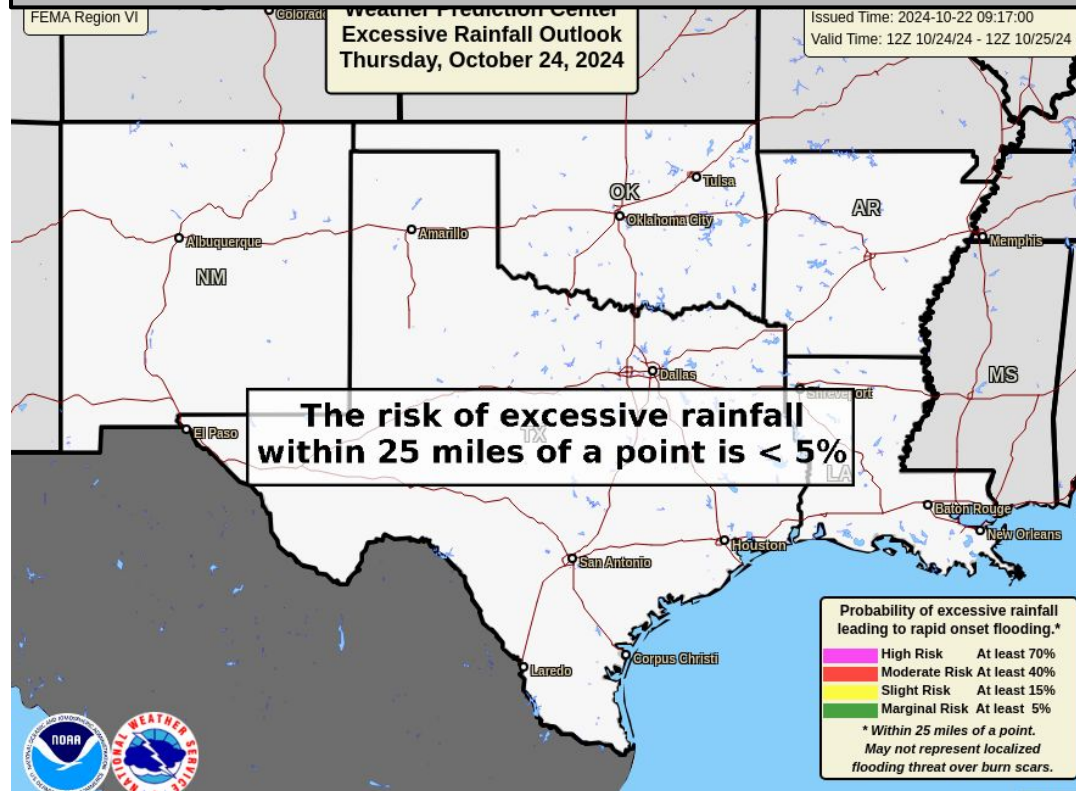 FEMA Region VI
Weather Prediction Center
Excessive Rainfall Outlook
Thursday, October 24, 2024
Issued Time: 2024-10-22 09:17:00
Valid Time: 12Z 10/24/24 - 12Z 10/25/24
Colorado
Tulsa
OK
Oklahoma City
AR
Amarillo
Albuquerque
Memphis
NM
Dallas
MS
Shreveport
The risk of excessive rainfall
within 25 miles of a point is < 5%
El Paso
TX
LA
Baton Rouge
New Orleans
Houston
San Antonio
Corpus Christi
Laredo
Probability of excessive rainfall
leading to rapid onset flooding.*
High Risk At least 70%
Moderate Risk At least 40%
Slight Risk At least 15%
Marginal Risk At least 5%
* Within 25 miles of a point.
May not represent localized
flooding threat over burn scars.
NOAA
NATIONAL WEATHER SERVICE